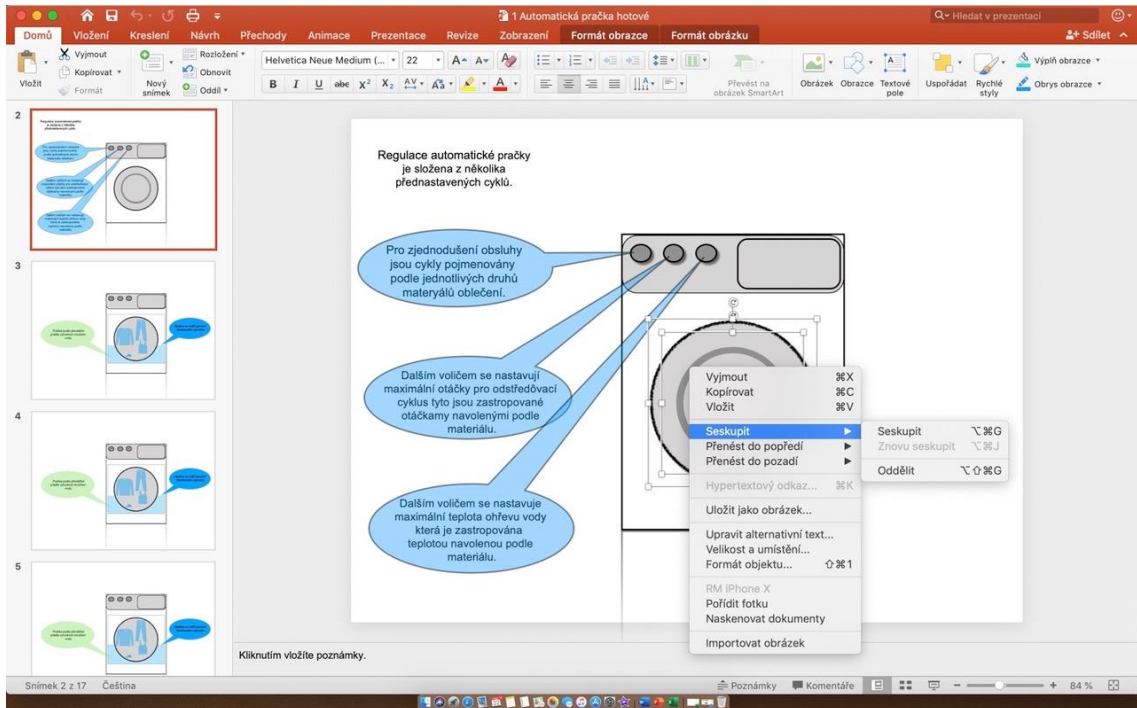 1 Automatická pračka hotové
Hledat v prezentaci
Domů Vložení Kreslení Návrh Přechody Animace Prezentace Revize Zobrazení Formát obrazce Formát obrázku Sdílet
Vložit
Vyjmout
Kopírovat
Formát
Nový snímek
Rozložení
Obnovit
Oddíl
Helvetica Neue Medium (... 22
Převést na obrázek SmartArt
Obrázek Obrazce Textové pole
Uspořádat Rychlé styly
Výplň obrazce
Obrys obrazce
2
3
4
5
Regulace automatické pračky
je složena z několika
přednastavených cyklů.
Pro zjednodušení obsluhy
jsou cykly pojmenovány
podle jednotlivých druhů
materyálů oblečení.
Dalším voličem se nastavují
maximální otáčky pro odstředövací
cyklus tyto jsou zastropované
otáčkamy navolenými podle
materiálu.
Dalším voličem se nastavuje
maximální teplota ohřevu vody
která je zastropována
teplotou navolenou podle
materiálu.
Vyjmout ⌘X
Kopírovat ⌘C
Vložit ⌘V
Seskupit
Přenést do popředí
Přenést do pozadí
Hypertextový odkaz... ⌘K
Uložit jako obrázek...
Upravit alternativní text...
Velikost a umístění...
Formát objektu... ⇧⌘1
RM iPhone X
Pořídit fotku
Naskenovat dokumenty
Importovat obrázek
Seskupit ⌥⌘G
Znovu seskupit ⌥⌘J
Oddělit ⌥⇧⌘G
Kliknutím vložíte poznámky.
Snímek 2 z 17 Čeština Poznámky Komentáře 84 %